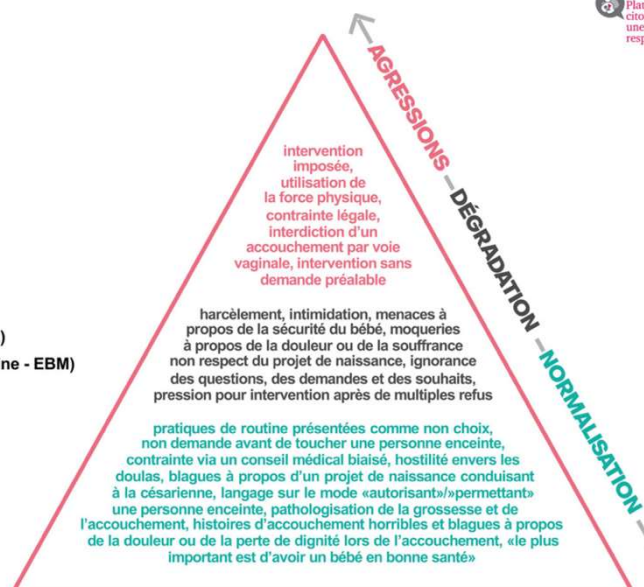 Plat
cito
une
resp
AGRESSIONS – DÉGRADATION – NORMALISATION –
intervention
imposée,
utilisation de
la force physique,
contrainte légale,
interdiction d'un
accouchement par voie
vaginale, intervention sans
demande préalable
)
ne - EBM)
harcèlement, intimidation, menaces à
propos de la sécurité du bébé, moqueries
à propos de la douleur ou de la souffrance
non respect du projet de naissance, ignorance
des questions, des demandes et des souhaits,
pression pour intervention après de multiples refus
pratiques de routine présentées comme non choix,
non demande avant de toucher une personne enceinte,
contrainte via un conseil médical biaisé, hostilité envers les
doulas, blagues à propos d'un projet de naissance conduisant
à la césarienne, langage sur le mode «autorisant»/»permettant»
une personne enceinte, pathologisation de la grossesse et de
l'accouchement, histoires d'accouchement horribles et blagues à propos
de la douleur ou de la perte de dignité lors de l'accouchement, «le plus
important est d'avoir un bébé en bonne santé»